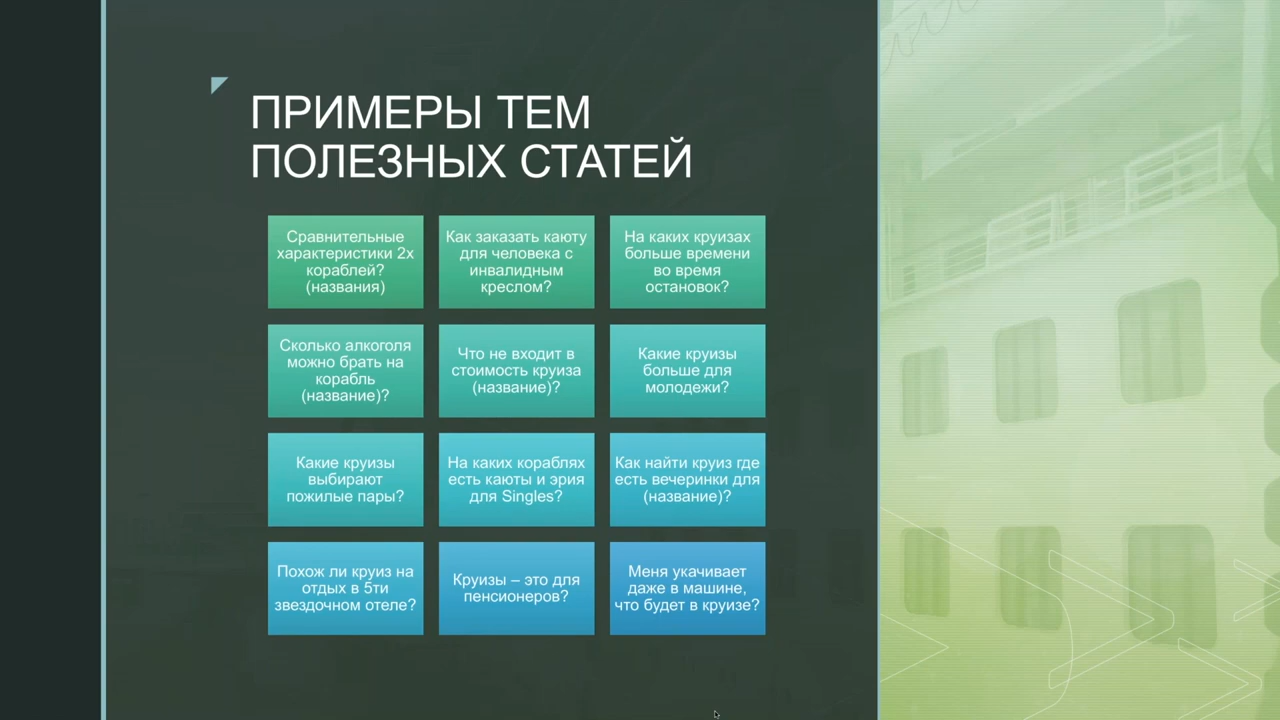 ПРИМЕРЫ ТЕМ
ПОЛЕЗНЫХ СТАТЕЙ
Сравнительные
характеристики 2х
кораблей?
(названия)
Как заказать каюту
для человека с
инвалидным
креслом?
На каких круизах
больше времени
во время
остановок?
Сколько алкоголя
можно брать на
корабль
(название)?
Что не входит в
стоимость круиза
(название)?
Какие круизы
больше для
молодежи?
Какие круизы
выбирают
пожилые пары?
На каких кораблях
есть каюты и эрия
для Singles?
Как найти круиз где
есть вечеринки для
(название)?
Похож ли круиз на
отдых в 5ти
звездочном отеле?
Круизы – это для
пенсионеров?
Меня укачивает
даже в машине,
что будет в круизе?